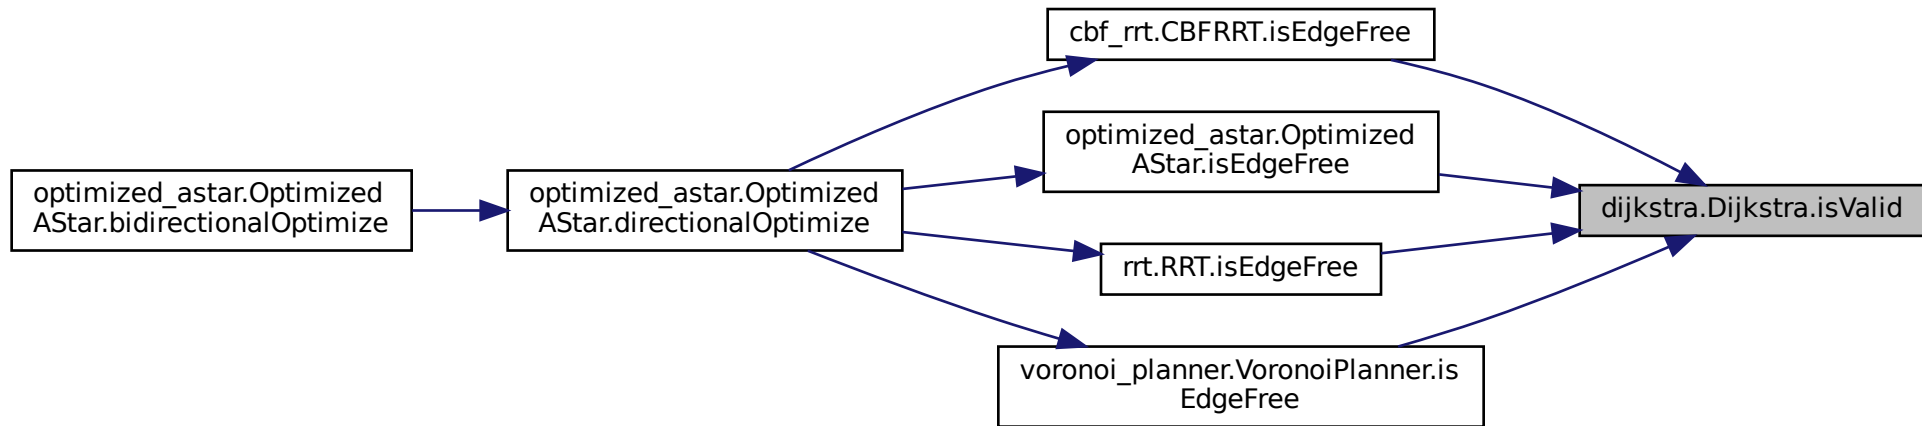 optimized_astar.Optimized
AStar.bidirectionalOptimize
optimized_astar.Optimized
AStar.directionalOptimize
cbf_rrt.CBFRRT.isEdgeFree
optimized_astar.Optimized
AStar.isEdgeFree
rrt.RRT.isEdgeFree
voronoi_planner.VoronoiPlanner.is
EdgeFree
dijkstra.Dijkstra.isValid